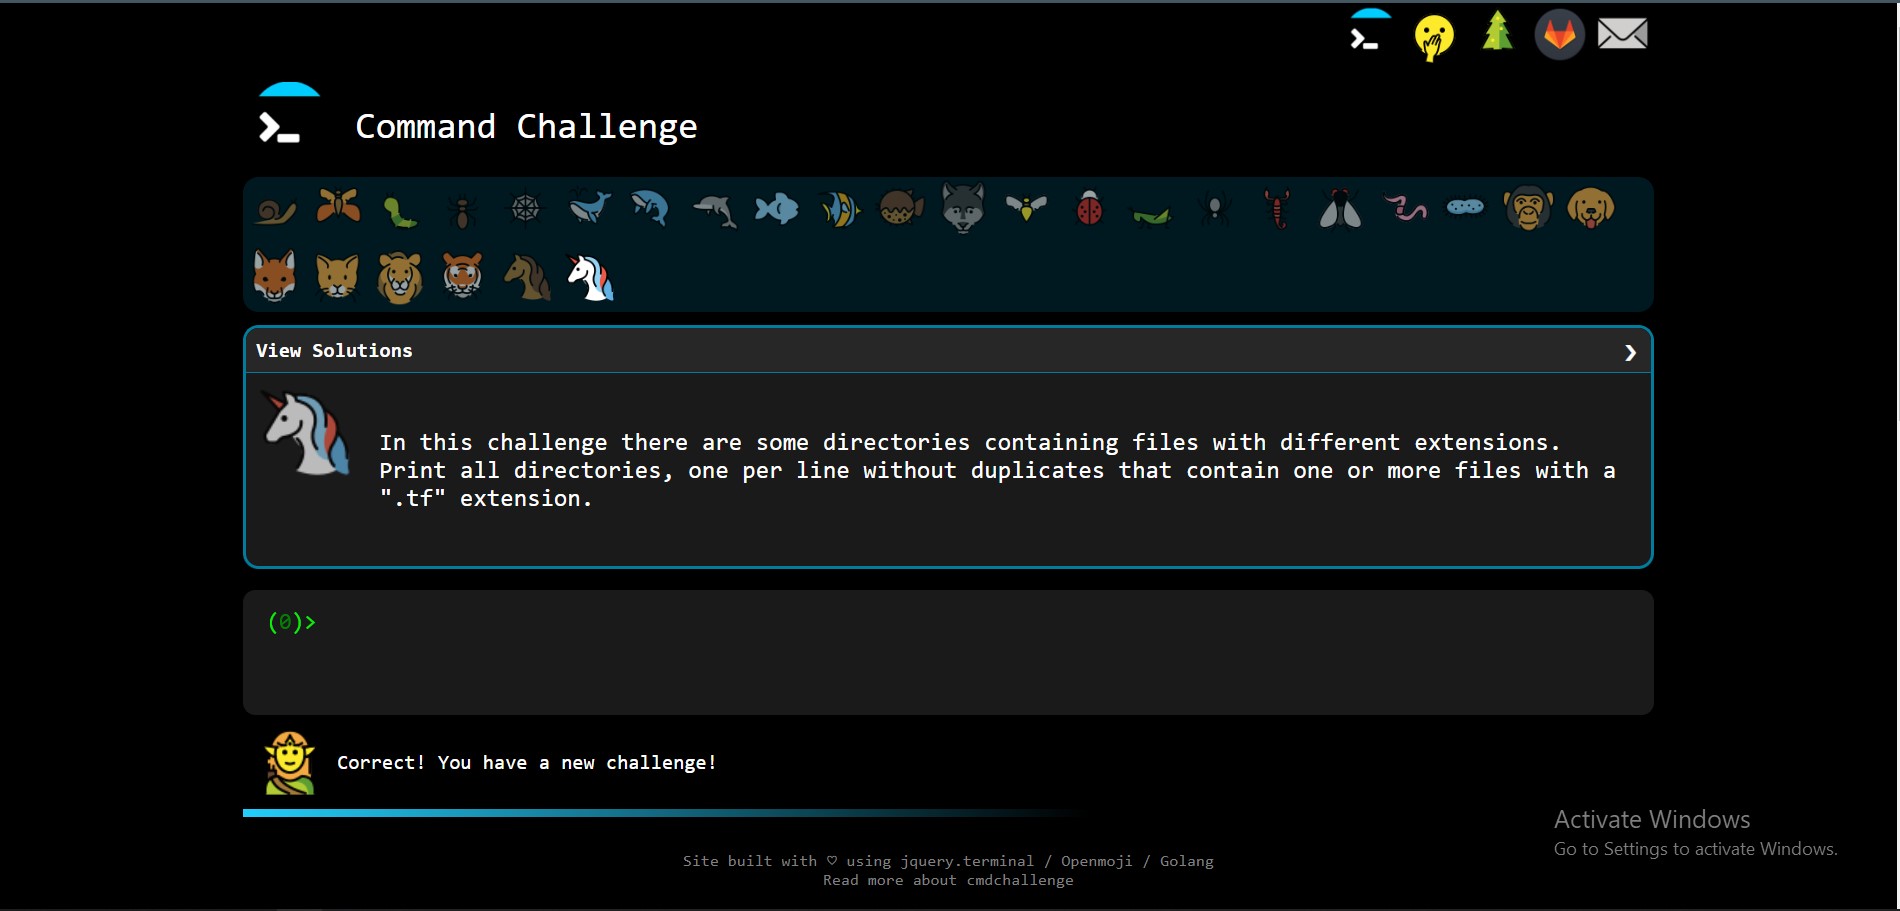 Command Challenge
View Solutions
In this challenge there are some directories containing files with different extensions.
Print all directories, one per line without duplicates that contain one or more files with a
".tf" extension.
(0)>
Correct! You have a new challenge!
Activate Windows
Go to Settings to activate Windows.
Site built with ♡ using jquery.terminal / Openmoji / Golang
Read more about cmdchallenge